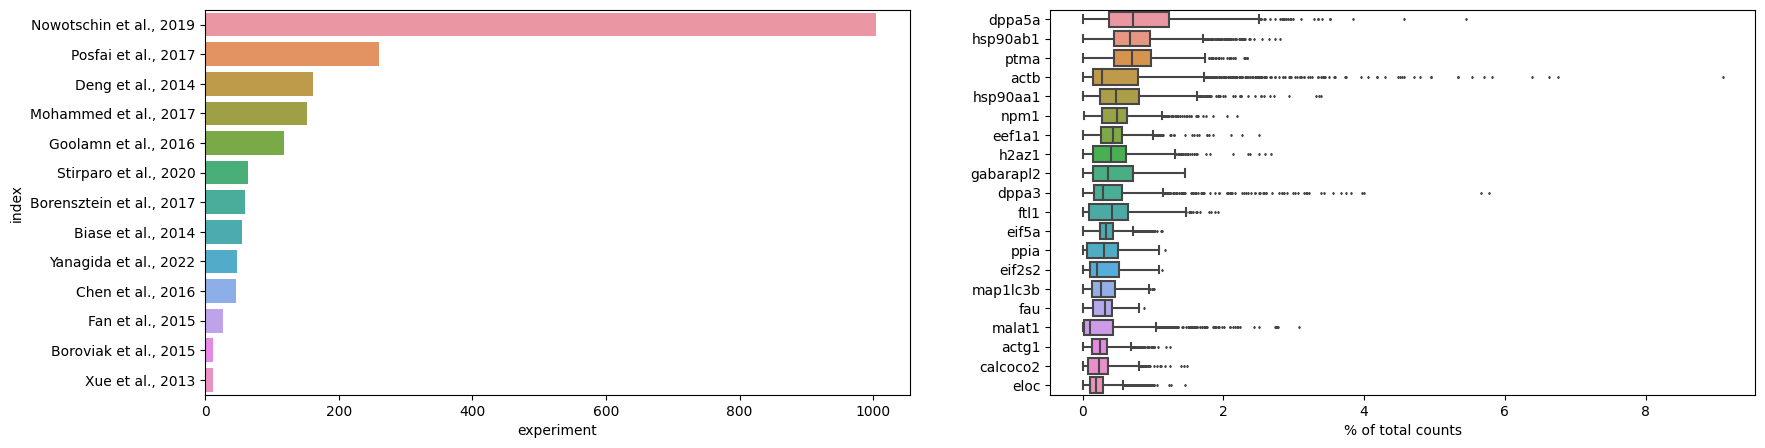 index
Nowotschin et al., 2019
Posfai et al., 2017
Deng et al., 2014
Mohammed et al., 2017
Goolamn et al., 2016
Stirparo et al., 2020
Borensztein et al., 2017
Biase et al., 2014
Yanagida et al., 2022
Chen et al., 2016
Fan et al., 2015
Boroviak et al., 2015
Xue et al., 2013
0 200 400 600 800 1000
experiment
dppa5a
hsp90ab1
ptma
actb
hsp90aa1
npm1
eef1a1
h2az1
gabarapl2
dppa3
ftl1
eif5a
ppia
eif2s2
map1lc3b
fau
malat1
actg1
calcoco2
eloc
0 2 4 6 8
% of total counts